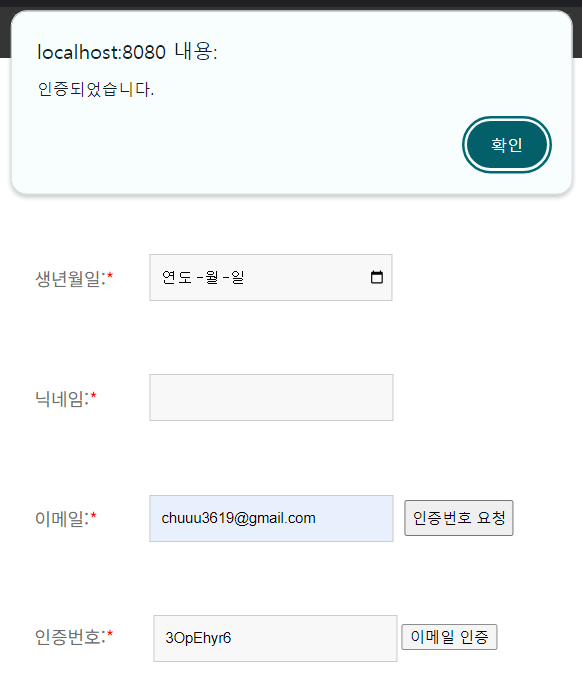 localhost:8080 내용:
인증되었습니다.
확인
생년월일:* 연도-월-일
닉네임:*
이메일:* chuuu3619@gmail.com 인증번호 요청
인증번호:* 3OpEhyr6 이메일 인증